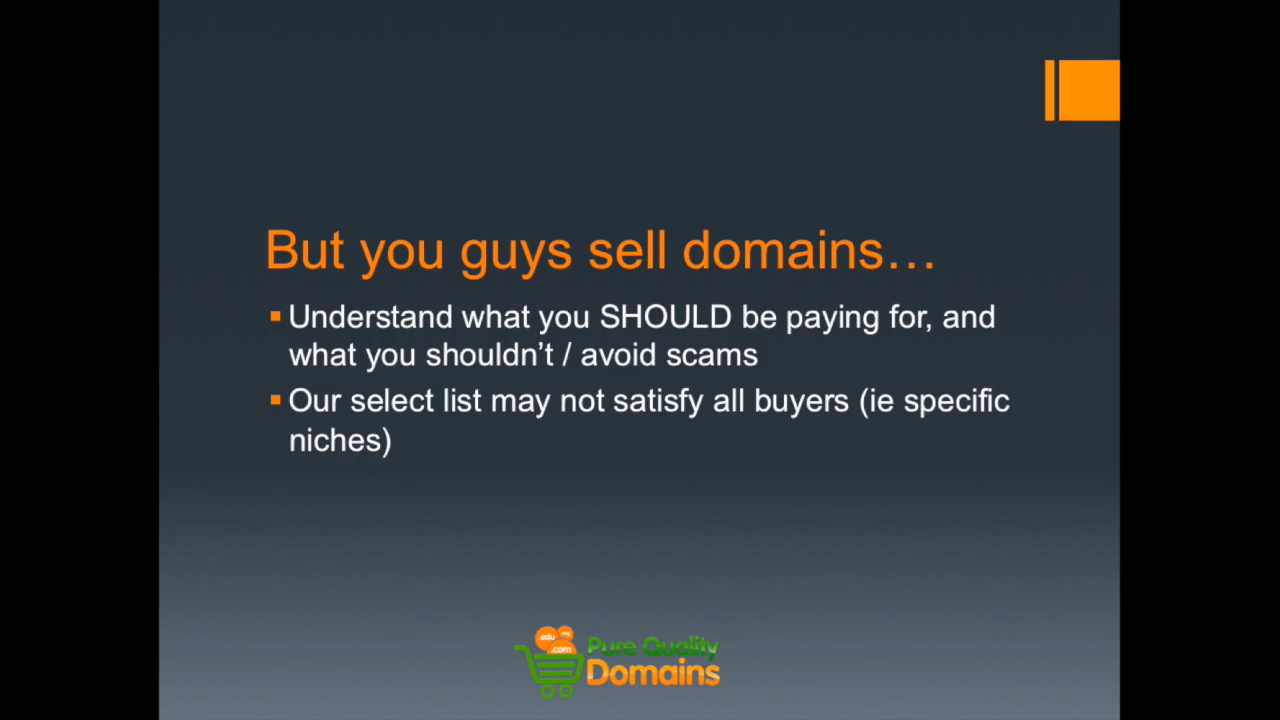 But you guys sell domains…
Understand what you SHOULD be paying for, and
what you shouldn’t / avoid scams
Our select list may not satisfy all buyers (ie specific
niches)
.edu
.org
.com
Pure Quality
Domains